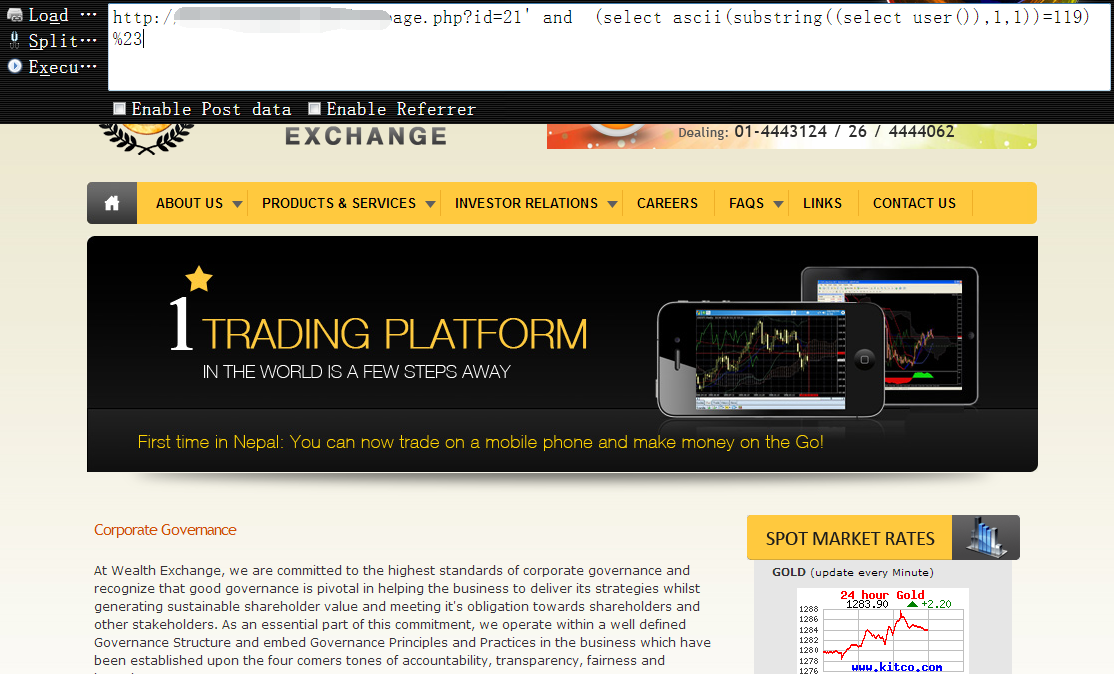 Load ···
http:/ page.php?id=21' and (select ascii(substring((select user()),1,1))=119)
%23
Split···
Execu···
Enable Post data Enable Referrer
EXCHANGE
Dealing: 01-4443124 / 26 / 4444062
ABOUT US PRODUCTS & SERVICES INVESTOR RELATIONS CAREERS FAQS LINKS CONTACT US
1 TRADING PLATFORM
IN THE WORLD IS A FEW STEPS AWAY
First time in Nepal: You can now trade on a mobile phone and make money on the Go!
Corporate Governance
At Wealth Exchange, we are committed to the highest standards of corporate governance and
recognize that good governance is pivotal in helping the business to deliver its strategies whilst
generating sustainable shareholder value and meeting it's obligation towards shareholders and
other stakeholders. As an essential part of this commitment, we operate within a well defined
Governance Structure and embed Governance Principles and Practices in the business which have
been established upon the four corners tones of accountability, transparency, fairness and
SPOT MARKET RATES
GOLD (update every Minute)
24 hour Gold
1283.90 +2.20
1288
1286
1284
1282
1280
1278
1276
www.kitco.com